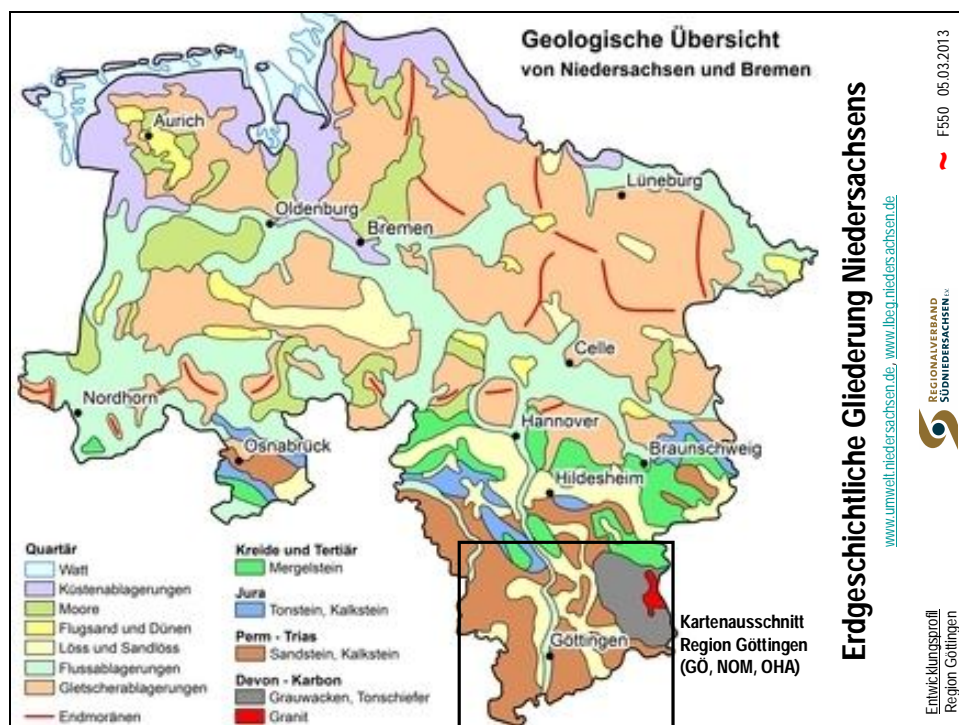 Geologische Übersicht
von Niedersachsen und Bremen
Aurich
Lüneburg
Oldenburg
Bremen
Celle
Nordhorn
Hannover
Osnabrück
Braunschweig
Hildesheim
Göttingen
Quartär
Watt
Küstenablagerungen
Moore
Flugsand und Dünen
Löss und Sandlöss
Flussablagerungen
Gletscherablagerungen
Endmoränen
Kreide und Tertiär
Mergelstein
Jura
Tonstein, Kalkstein
Perm - Trias
Sandstein, Kalkstein
Devon - Karbon
Grauwacken, Tonschiefer
Granit
Kartenausschnitt
Region Göttingen
(GÖ, NOM, OHA)
Erdgeschichtliche Gliederung Niedersachsens
www.umwelt.niedersachsen.de, www.lbeg.niedersachsen.de
Entwicklungsprofil
Region Göttingen
REGIONALVERBAND
SÜDNIEDERSACHSEN
~ F550 05.03.2013